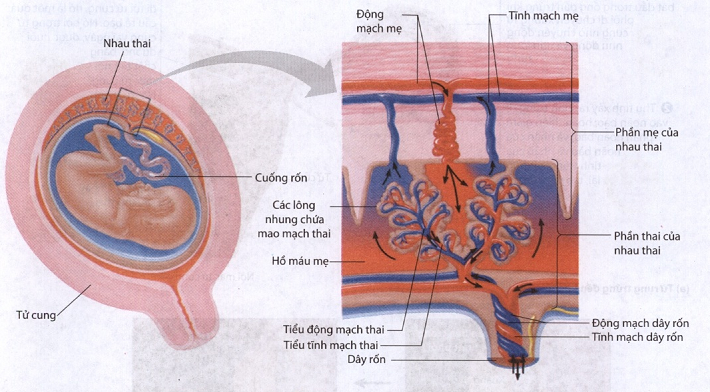 Động
mạch mẹ
Tĩnh mạch mẹ
Nhau thai
Phần mẹ của
nhau thai
Cuống rốn
Các lông
nhung chứa
mao mạch thai
Phần thai của
nhau thai
Hồ máu mẹ
Tử cung
Tiểu động mạch thai
Tiểu tĩnh mạch thai
Dây rốn
Động mạch dây rốn
Tĩnh mạch dây rốn